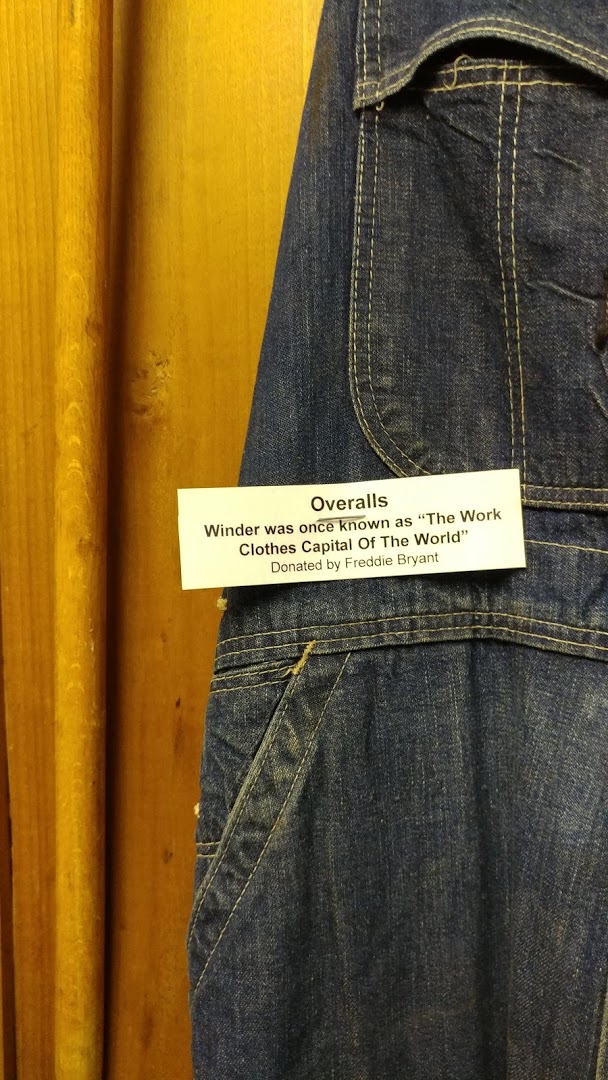 Overalls
Winder was once known as “The Work
Clothes Capital Of The World”
Donated by Freddie Bryant